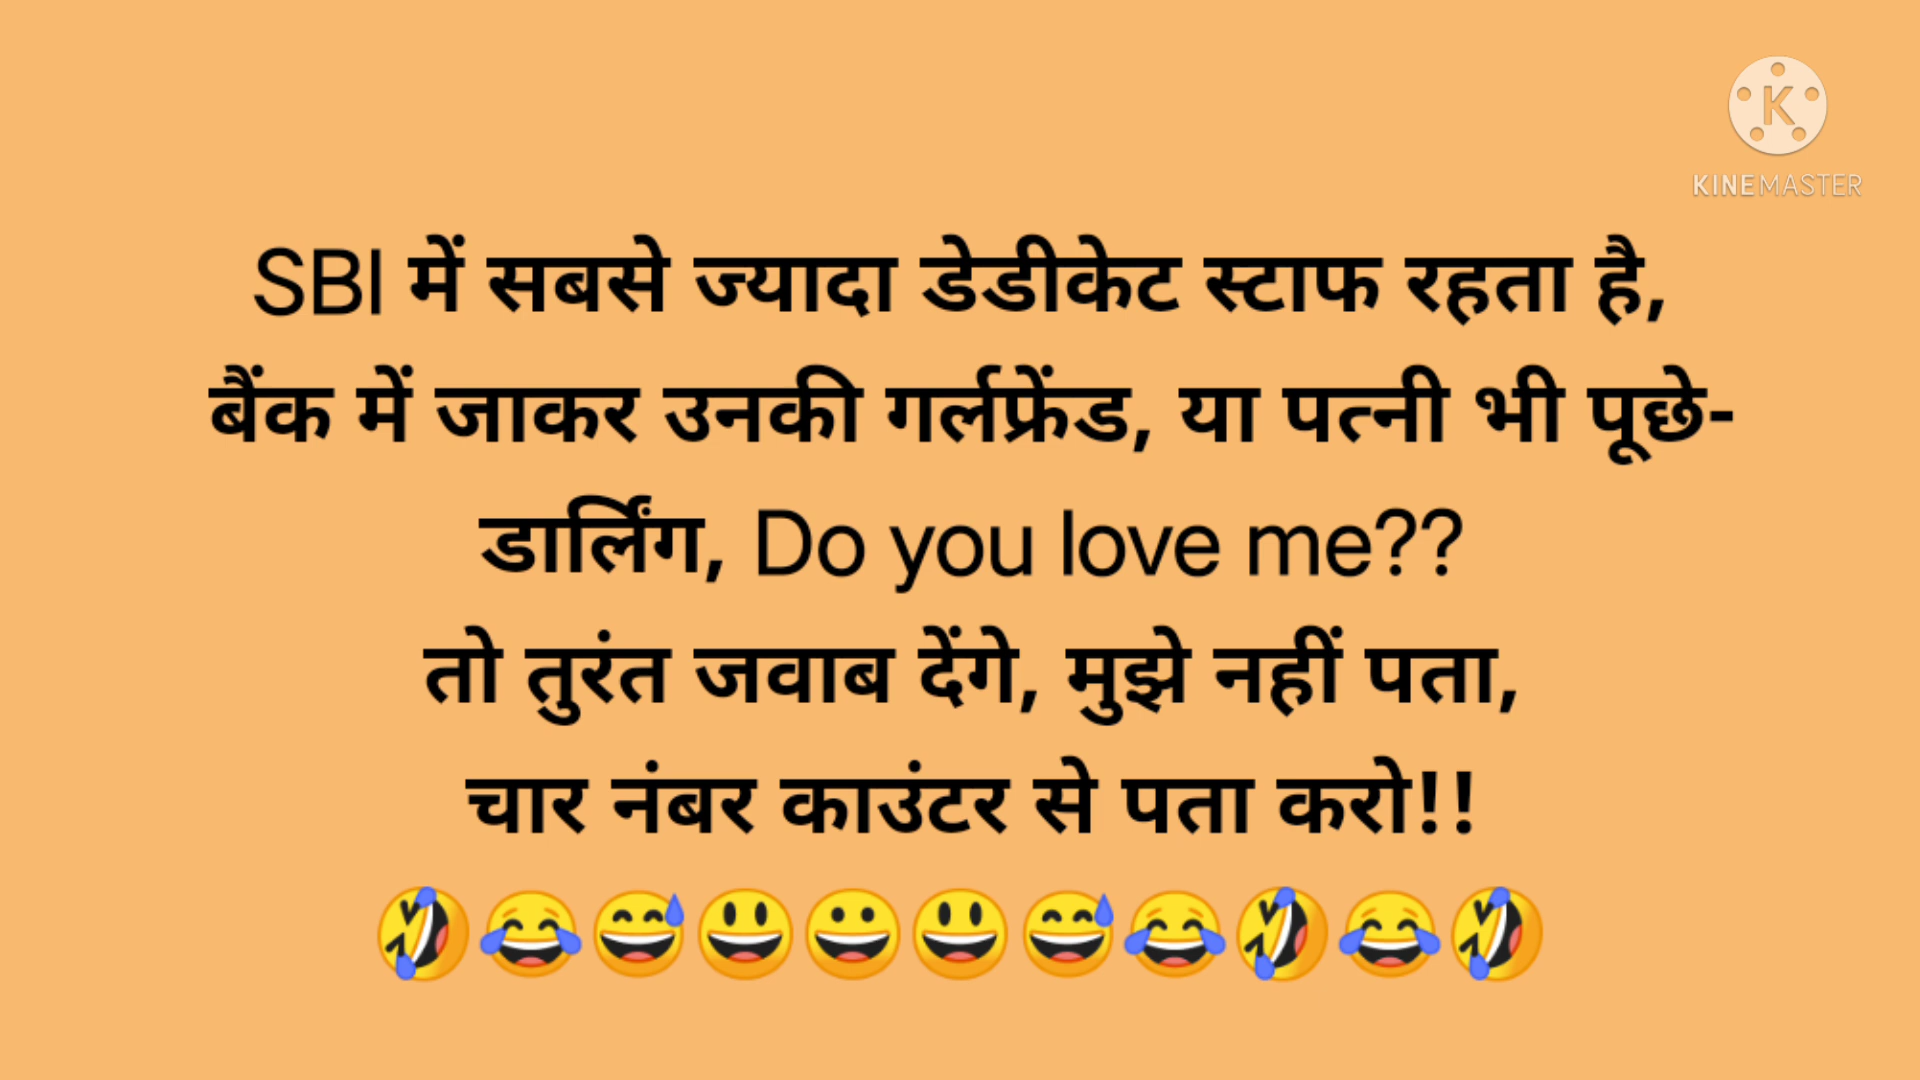 K
KINEMASTER
SBI में सबसे ज्यादा डेडीकेट स्टाफ रहता है,
बैंक में जाकर उनकी गर्लफ्रेंड, या पत्नी भी पूछे-
डार्लिंग, Do you love me??
तो तुरंत जवाब देंगे, मुझे नहीं पता,
चार नंबर काउंटर से पता करो!!
🤣😂😅😃😀😃😅😂🤣😂🤣